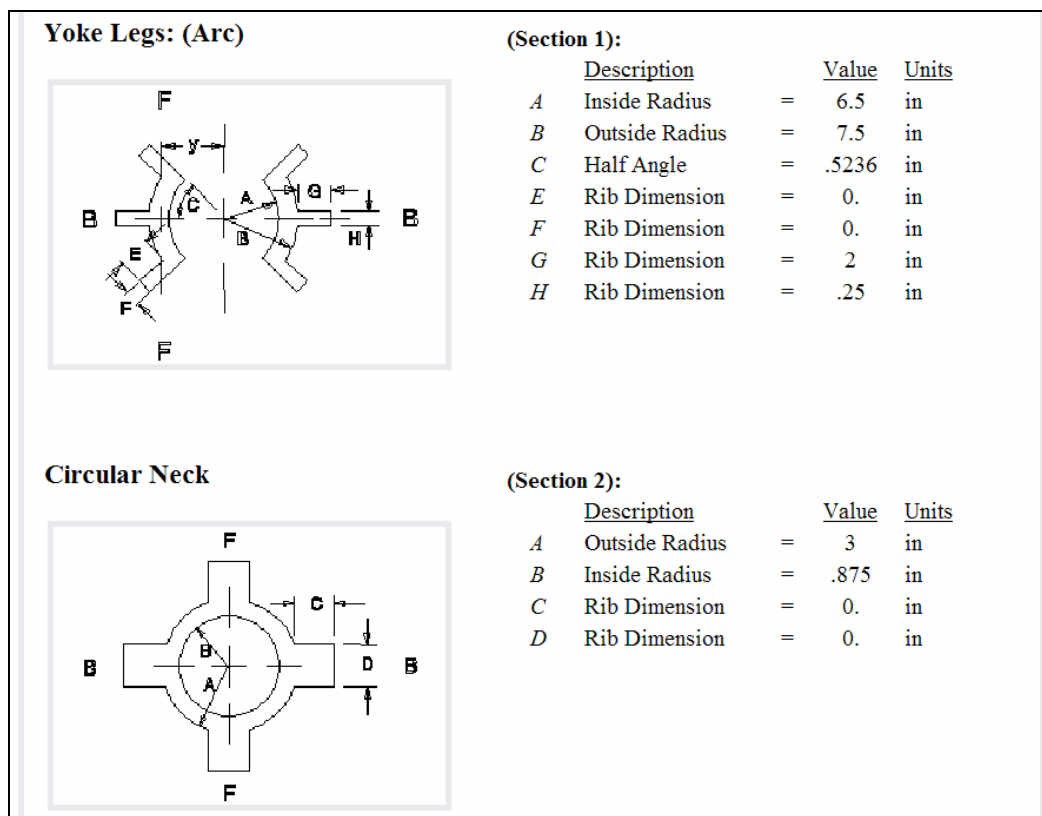 Yoke Legs: (Arc)
F
y
C
A
G
B
B
H
B
E
F
F
(Section 1):
Description Value Units
A Inside Radius = 6.5 in
B Outside Radius = 7.5 in
C Half Angle = .5236 in
E Rib Dimension = 0. in
F Rib Dimension = 0. in
G Rib Dimension = 2 in
H Rib Dimension = .25 in
Circular Neck
F
C
B
B
D
B
A
F
(Section 2):
Description Value Units
A Outside Radius = 3 in
B Inside Radius = .875 in
C Rib Dimension = 0. in
D Rib Dimension = 0. in